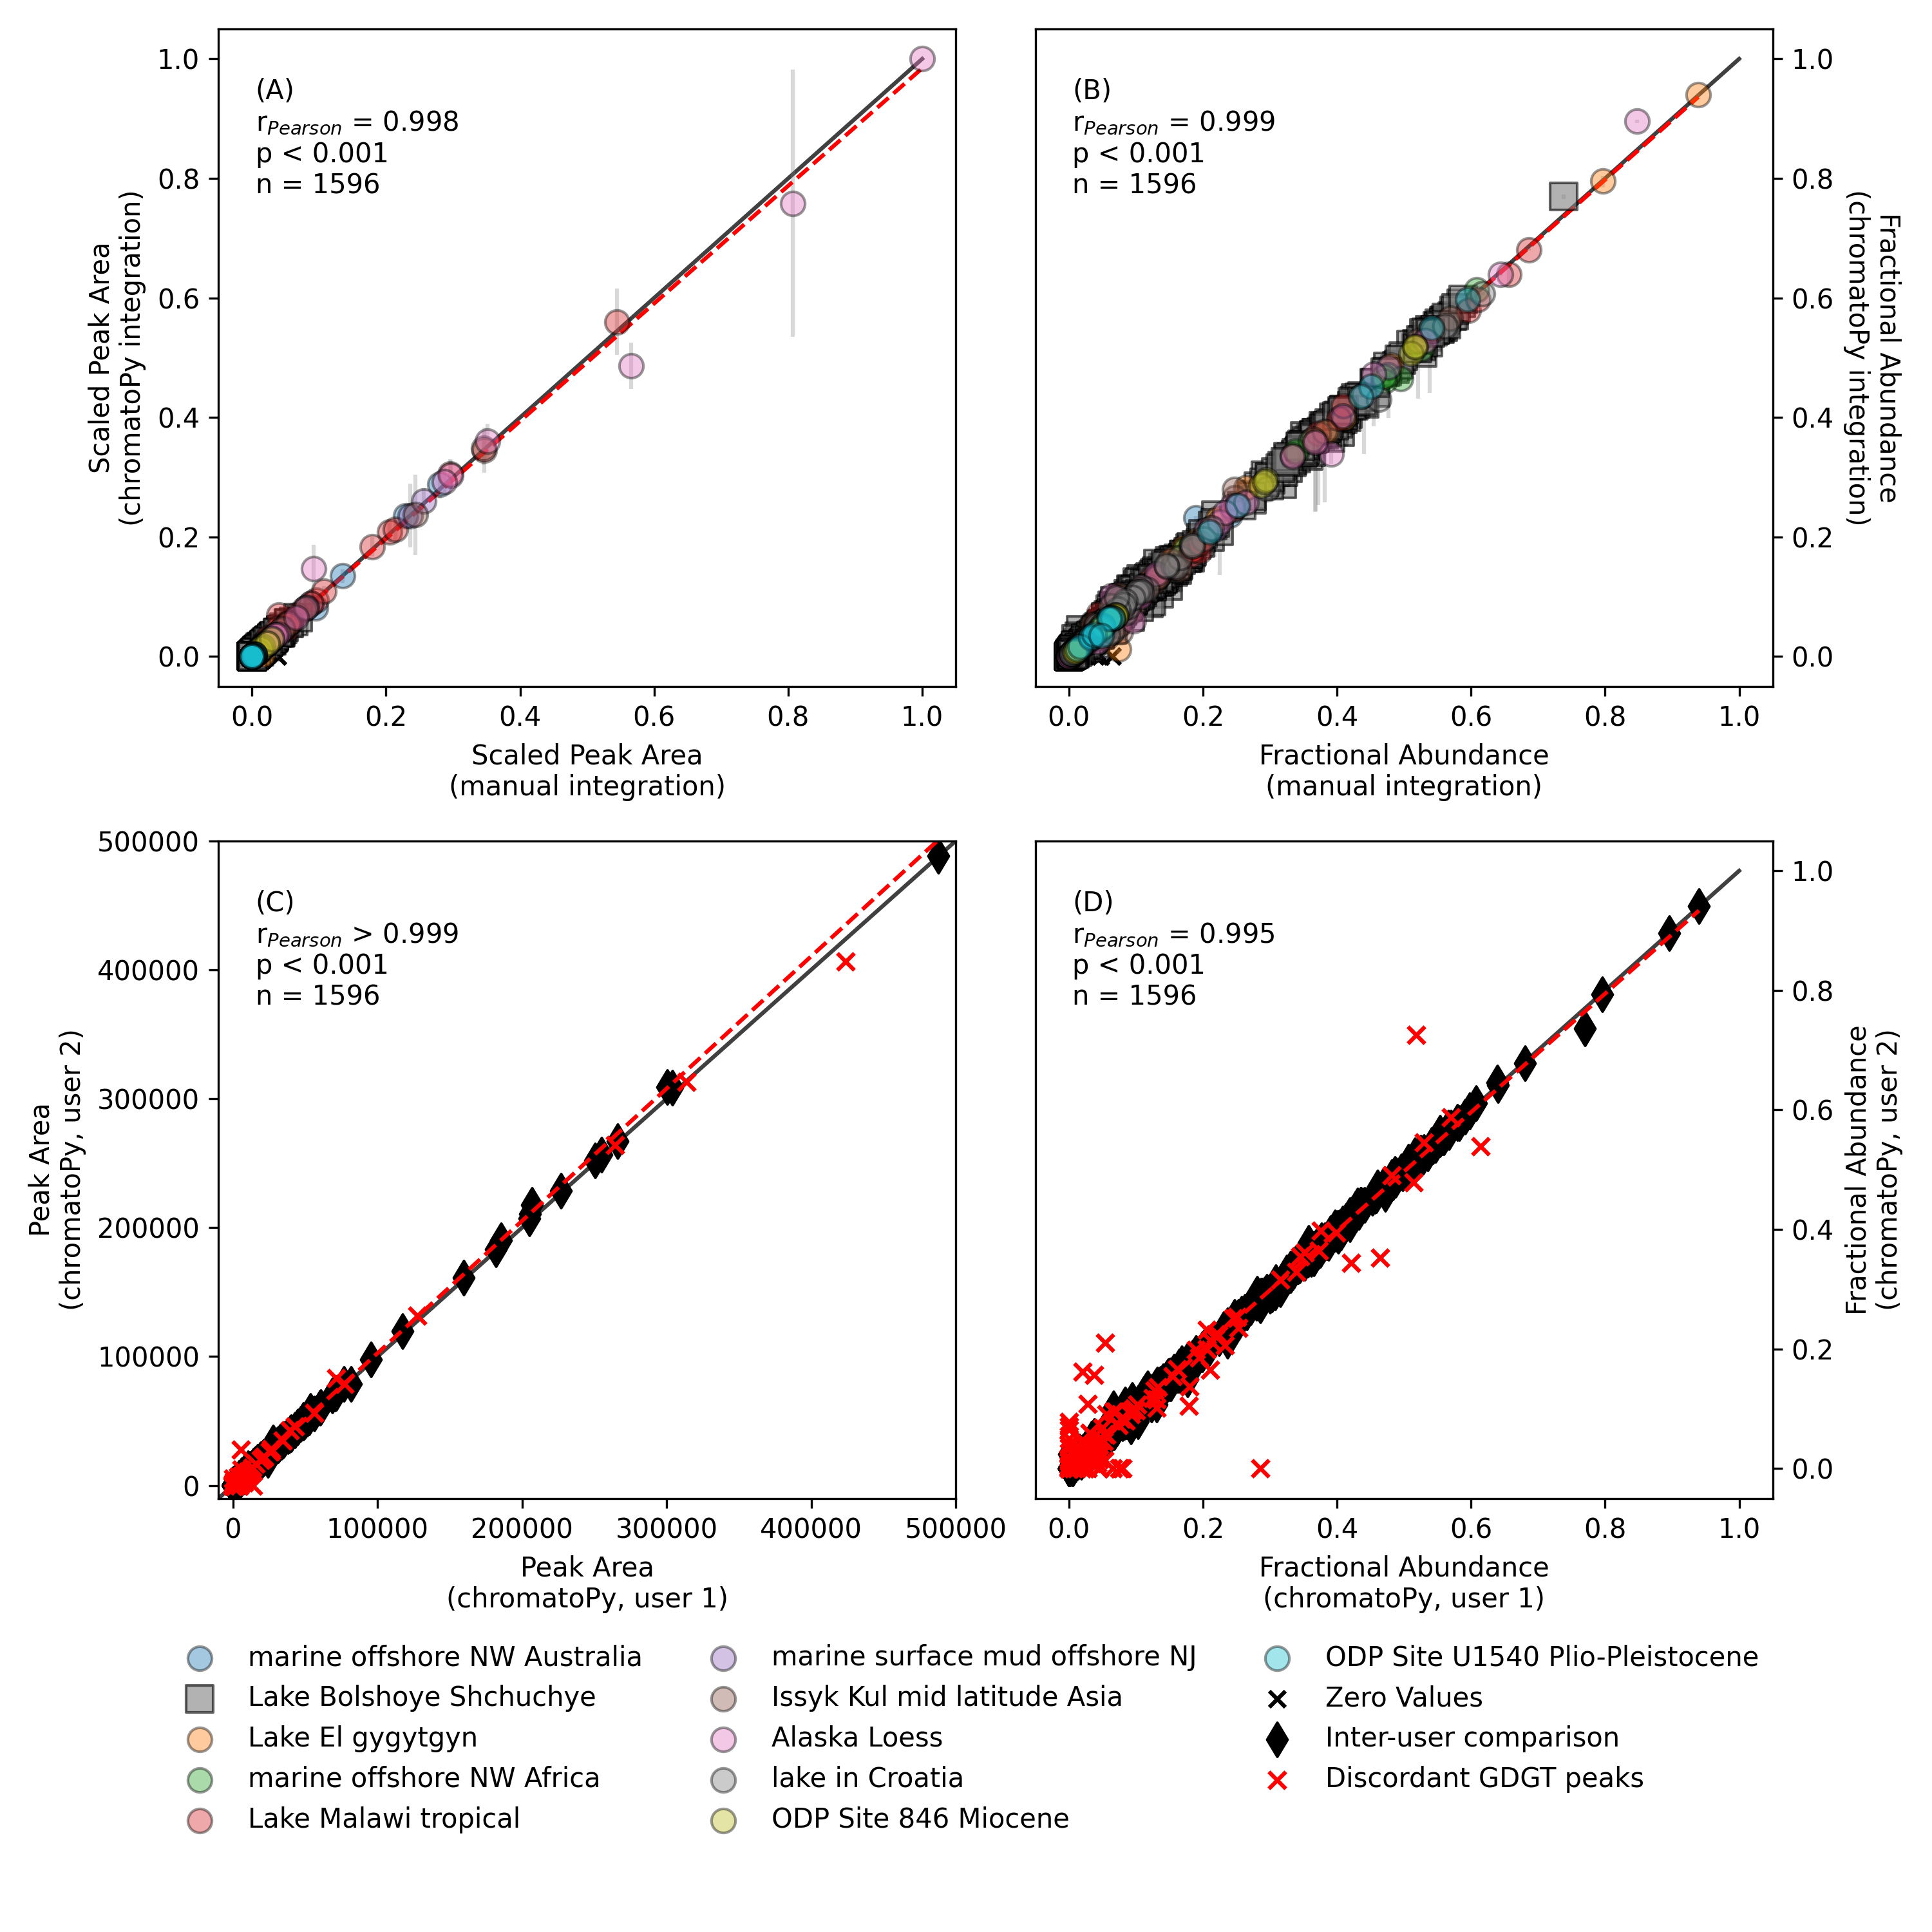 (A)
r_Pearson = 0.998
p < 0.001
n = 1596
1.0
0.8
0.6
0.4
0.2
0.0
Scaled Peak Area
(chromatoPy integration)
0.0 0.2 0.4 0.6 0.8 1.0
Scaled Peak Area
(manual integration)
(B)
r_Pearson = 0.999
p < 0.001
n = 1596
1.0
0.8
0.6
0.4
0.2
0.0
Fractional Abundance
(chromatoPy integration)
0.0 0.2 0.4 0.6 0.8 1.0
Fractional Abundance
(manual integration)
(C)
r_Pearson > 0.999
p < 0.001
n = 1596
500000
400000
300000
200000
100000
0
Peak Area
(chromatoPy, user 2)
0 100000 200000 300000 400000 500000
Peak Area
(chromatoPy, user 1)
(D)
r_Pearson = 0.995
p < 0.001
n = 1596
1.0
0.8
0.6
0.4
0.2
0.0
Fractional Abundance
(chromatoPy, user 2)
0.0 0.2 0.4 0.6 0.8 1.0
Fractional Abundance
(chromatoPy, user 1)
marine offshore NW Australia
Lake Bolshoye Shchuchye
Lake El gygytgyn
marine offshore NW Africa
Lake Malawi tropical
marine surface mud offshore NJ
Issyk Kul mid latitude Asia
Alaska Loess
lake in Croatia
ODP Site 846 Miocene
ODP Site U1540 Plio-Pleistocene
Zero Values
Inter-user comparison
Discordant GDGT peaks